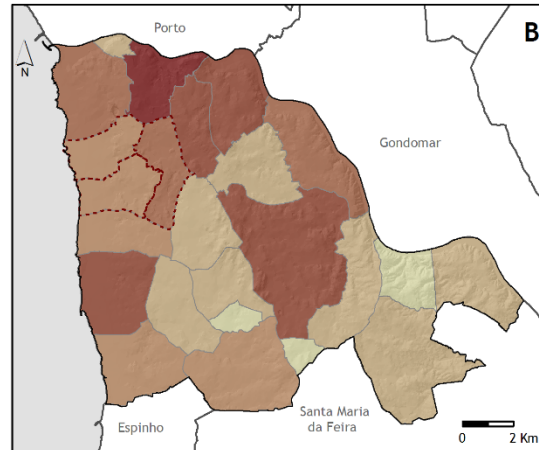 Porto
B
N
Gondomar
Santa Maria
da Feira
Espinho
0 2 Km